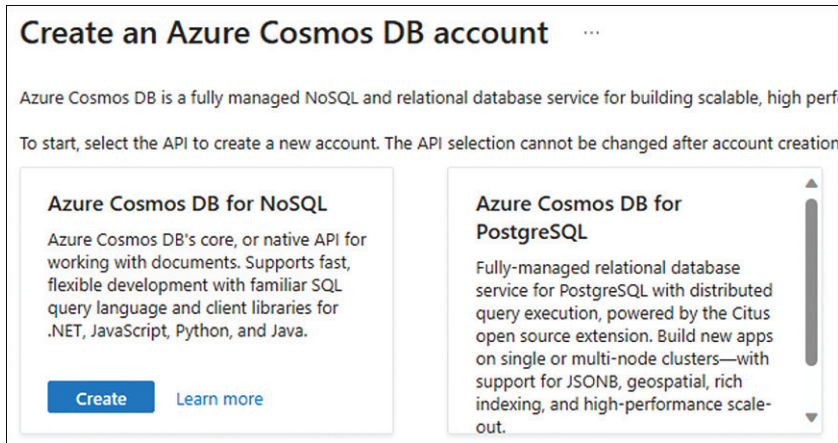 Create an Azure Cosmos DB account ...
Azure Cosmos DB is a fully managed NoSQL and relational database service for building scalable, high
To start, select the API to create a new account. The API selection cannot be changed after account creation
Azure Cosmos DB for NoSQL
Azure Cosmos DB's core, or native API for
working with documents. Supports fast,
flexible development with familiar SQL
query language and client libraries for
.NET, JavaScript, Python, and Java.
Create
Learn more
Azure Cosmos DB for
PostgreSQL
Fully-managed relational database
service for PostgreSQL with distributed
query execution, powered by the Citus
open source extension. Build new apps
on single or multi-node clusters—with
support for JSONB, geospatial, rich
indexing, and high-performance scale-
out.